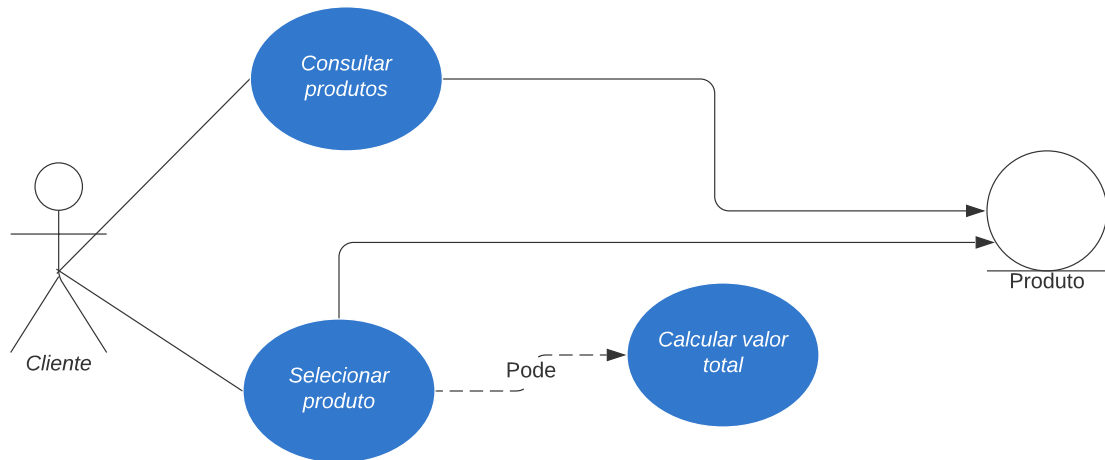 Consultar
produtos
Cliente
Produto
Selecionar
produto
Pode
Calcular valor
total